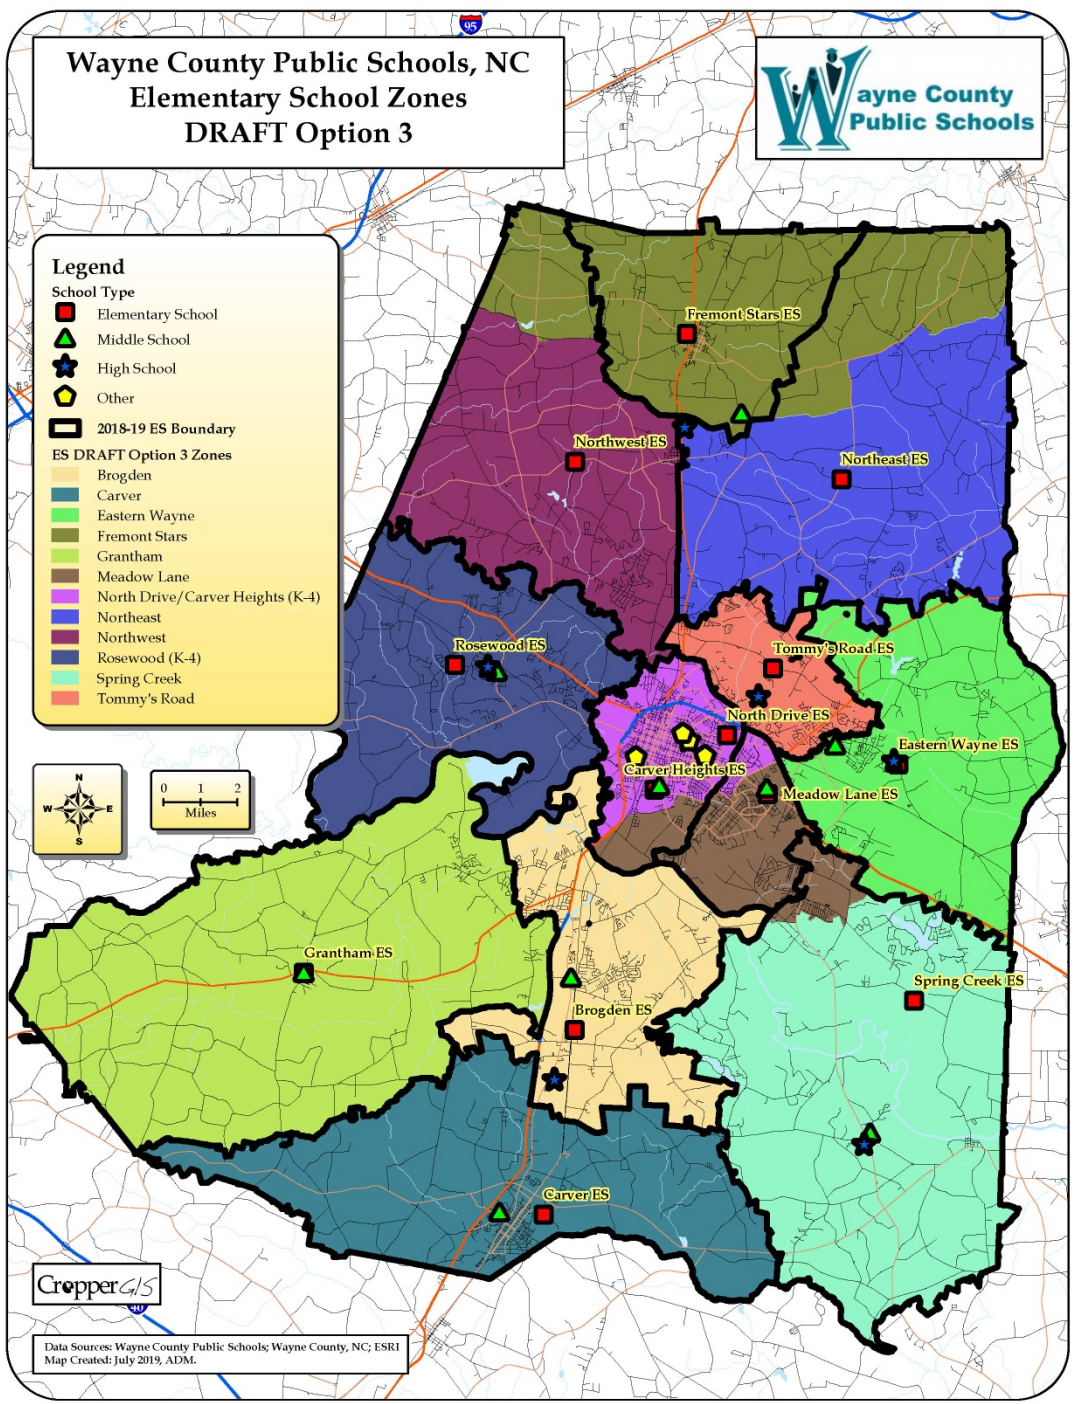 95
Wayne County Public Schools, NC
Elementary School Zones
DRAFT Option 3
Wayne County
Public Schools
Legend
School Type
Elementary School
Middle School
High School
Other
2018-19 ES Boundary
ES DRAFT Option 3 Zones
Brogden
Carver
Eastern Wayne
Fremont Stars
Grantham
Meadow Lane
North Drive/Carver Heights (K-4)
Northeast
Northwest
Rosewood (K-4)
Spring Creek
Tommy's Road
N
W E
S
0 1 2
Miles
Fremont Stars ES
Northwest ES
Northeast ES
Rosewood ES
Tommy's Road ES
North Drive ES
Eastern Wayne ES
Carver Heights ES
Meadow Lane ES
Grantham ES
Spring Creek ES
Brogden ES
Carver ES
Cropper GIS
40
Data Sources: Wayne County Public Schools; Wayne County, NC; ESRI
Map Created: July 2019, ADM.